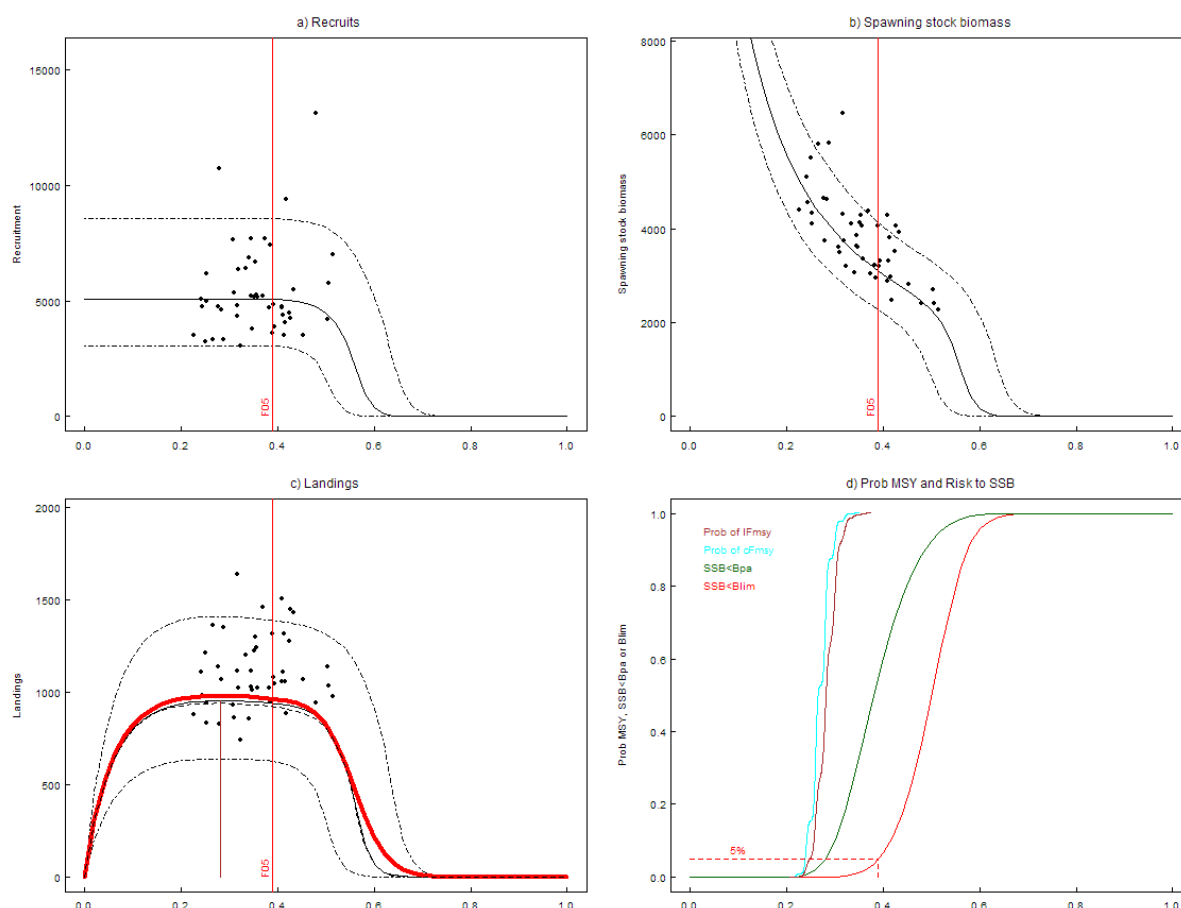 a) Recruits
Recruitment
15000
10000
5000
0
F05
0.0 0.2 0.4 0.6 0.8 1.0
b) Spawning stock biomass
Spawning stock biomass
8000
6000
4000
2000
0
F05
0.0 0.2 0.4 0.6 0.8 1.0
c) Landings
Landings
2000
1500
1000
500
0
F05
0.0 0.2 0.4 0.6 0.8 1.0
d) Prob MSY and Risk to SSB
Prob MSY, SSB<Bpa or Blim
1.0
0.8
0.6
0.4
0.2
0.0
Prob of lFmsy
Prob of cFmsy
SSB<Bpa
SSB<Blim
5%
0.0 0.2 0.4 0.6 0.8 1.0